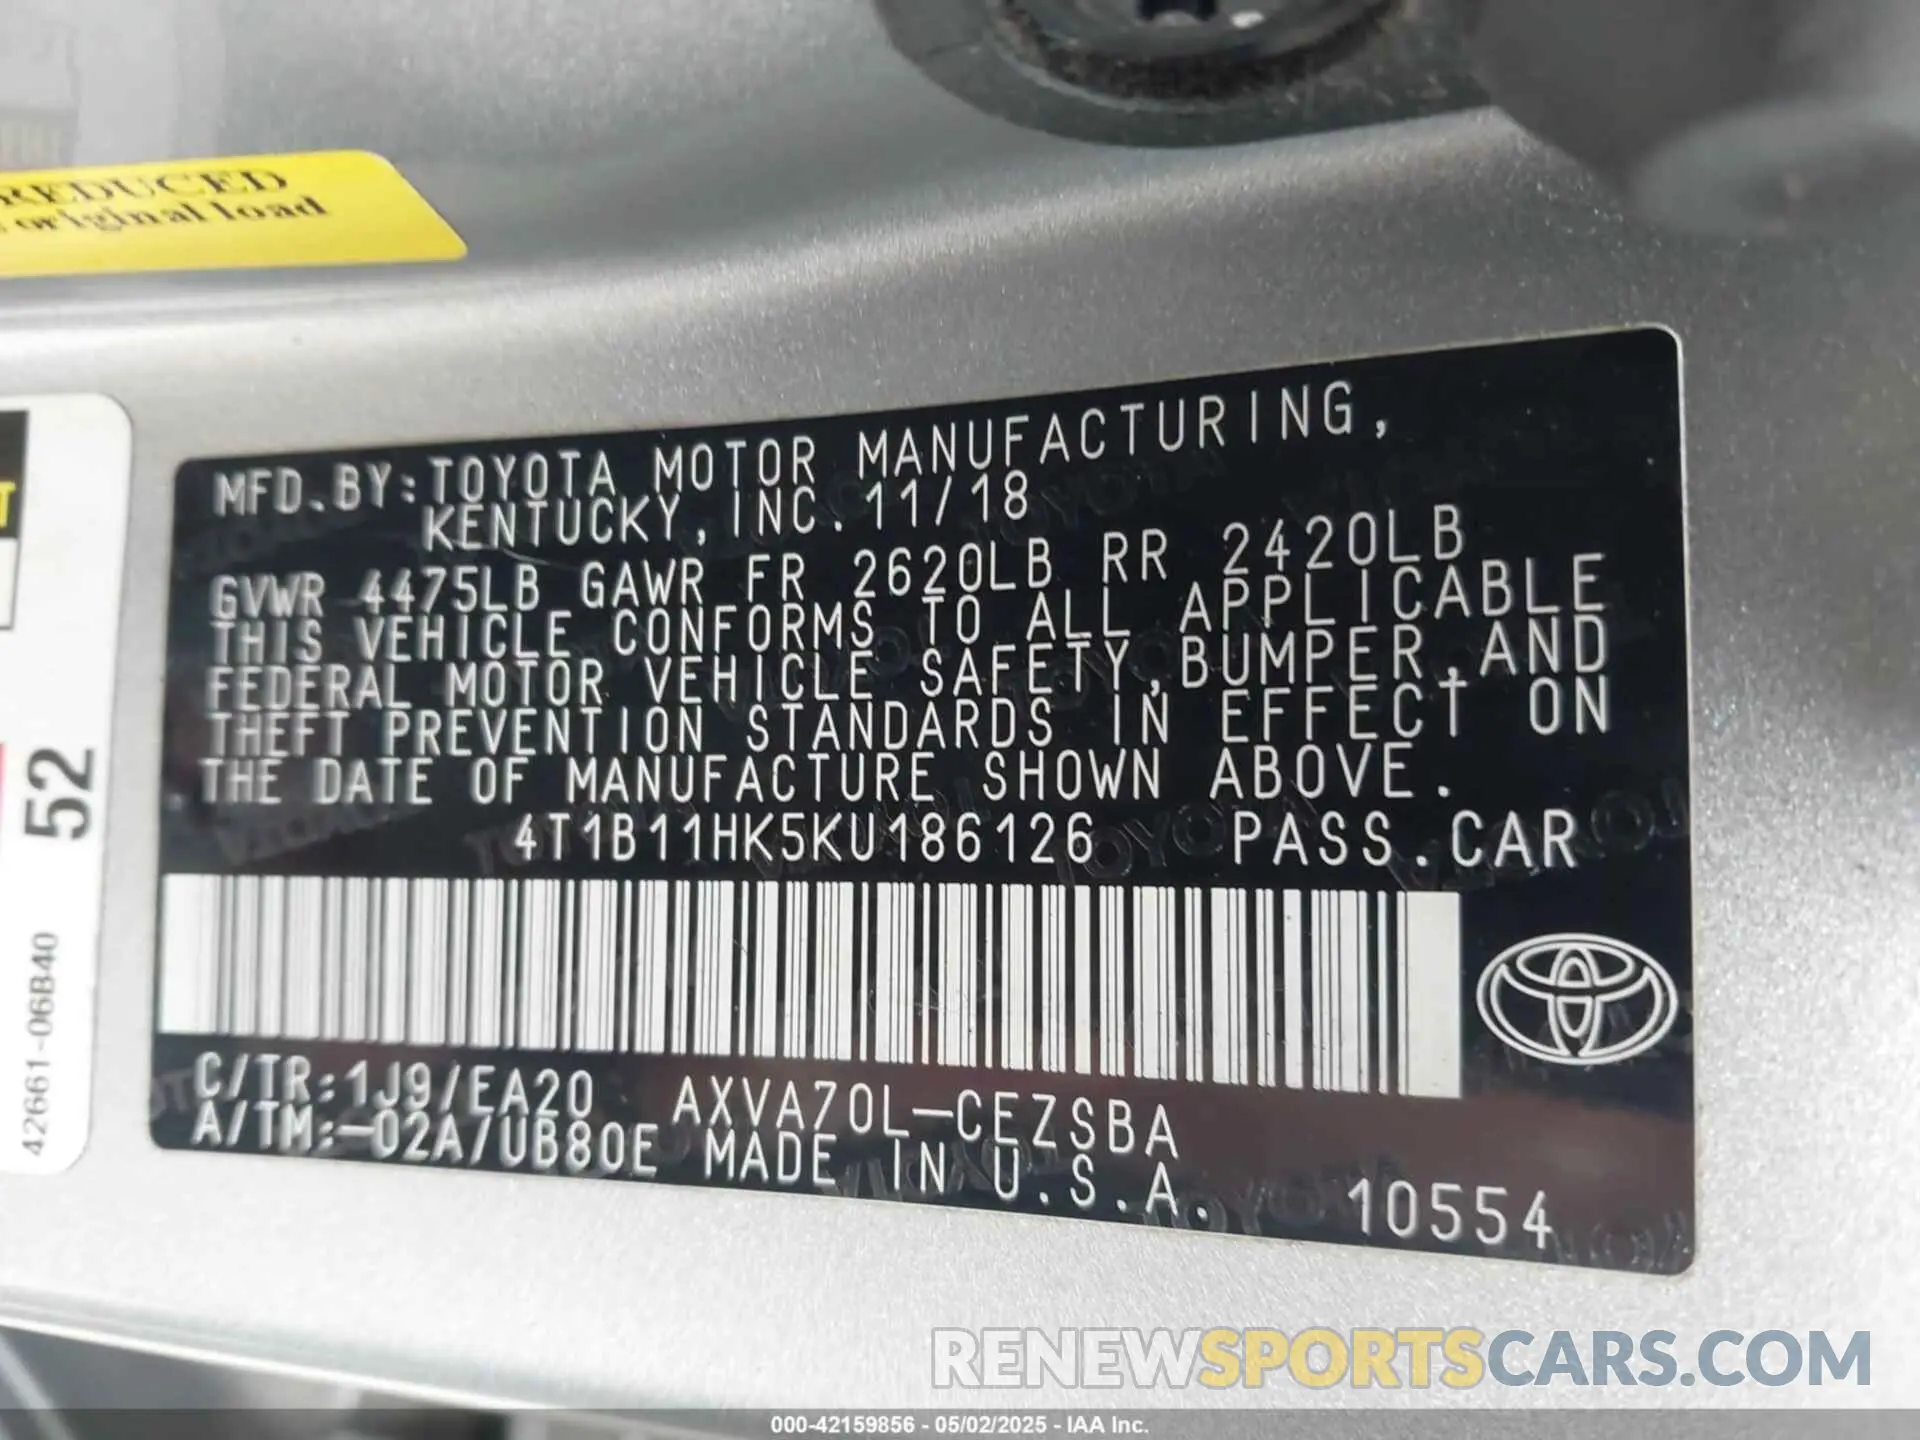 REDUCED
original load
MFD.BY:TOYOTA MOTOR MANUFACTURING,
KENTUCKY,INC.11/18
GVWR 4475LB GAWR FR 2620LB RR 2420LB
THIS VEHICLE CONFORMS TO ALL APPLICABLE
FEDERAL MOTOR VEHICLE SAFETY,BUMPER,AND
THEFT PREVENTION STANDARDS IN EFFECT ON
THE DATE OF MANUFACTURE SHOWN ABOVE.
4T1B11HK5KU186126 PASS.CAR
C/TR:1J9/EA20 AXVA70L-CEZSBA
A/TM:-02A/UB80E MADE IN U.S.A.
10554
52
42661-06B40
RENEWSPORTSCARS.COM
000-42159856 - 05/02/2025 - IAA Inc.